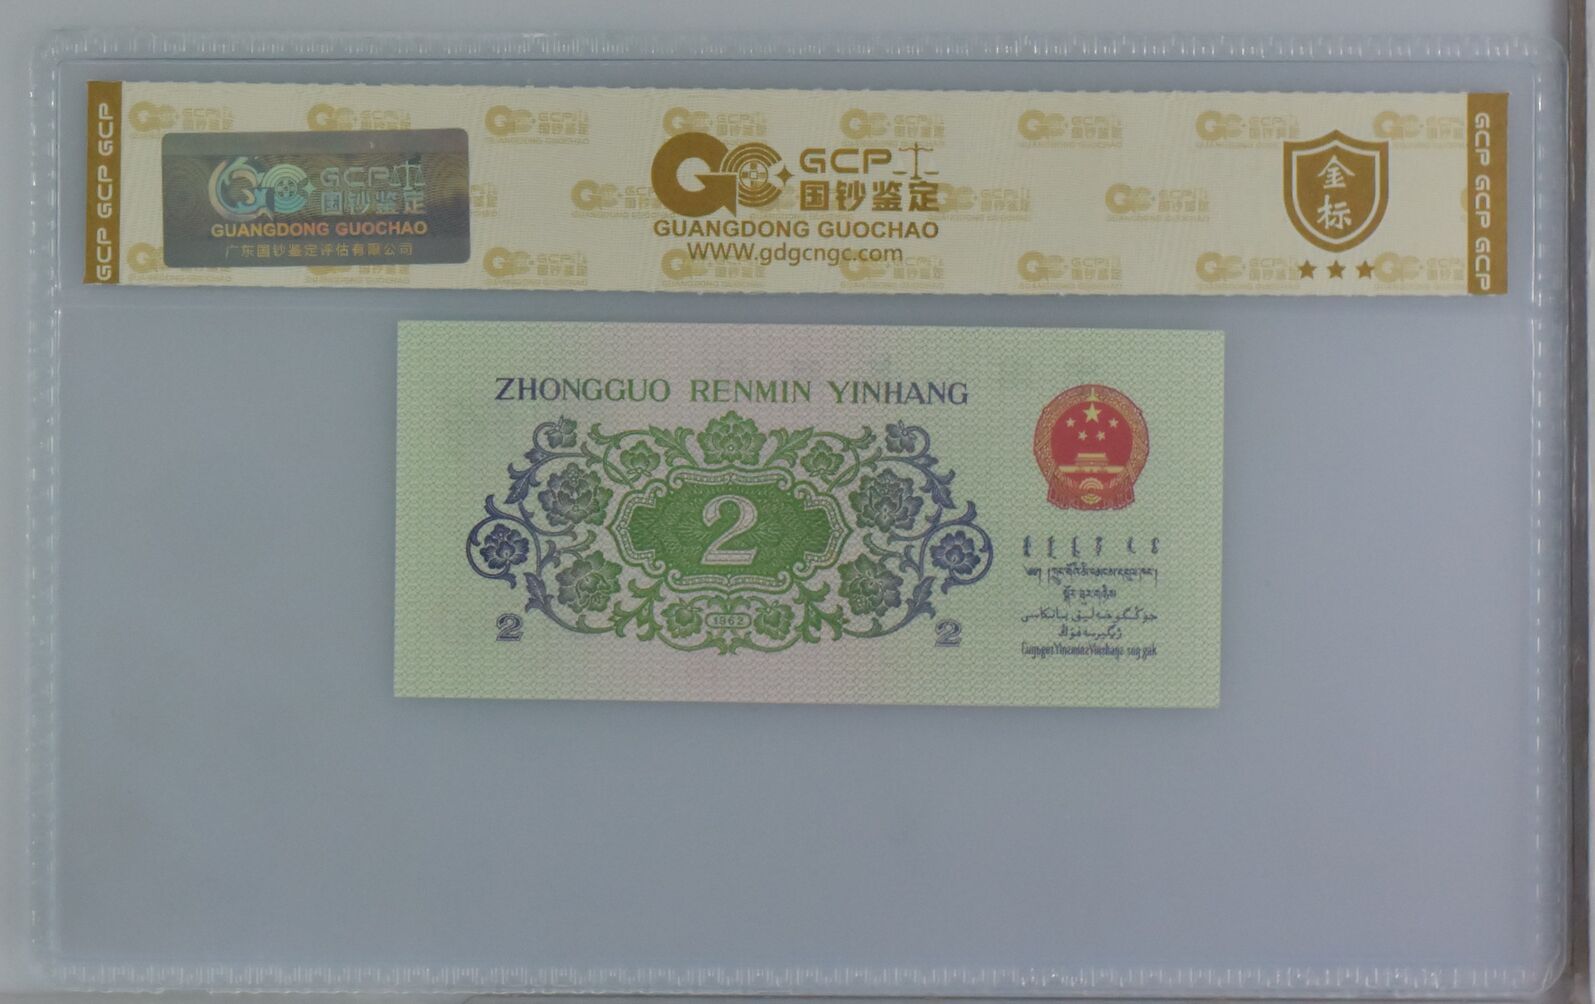 GCP GCP GCP
GCP
国钞鉴定
GUANGDONG GUOCHAO
广东国钞鉴定评估有限公司
GCP
国钞鉴定
GUANGDONG GUOCHAO
WWW.gdgcngc.com
金标
GCP GCP GCP
ZHONGGUO RENMIN YINHANG
2
1962
2
2
جۇڭگوخەلىق بانكاسى